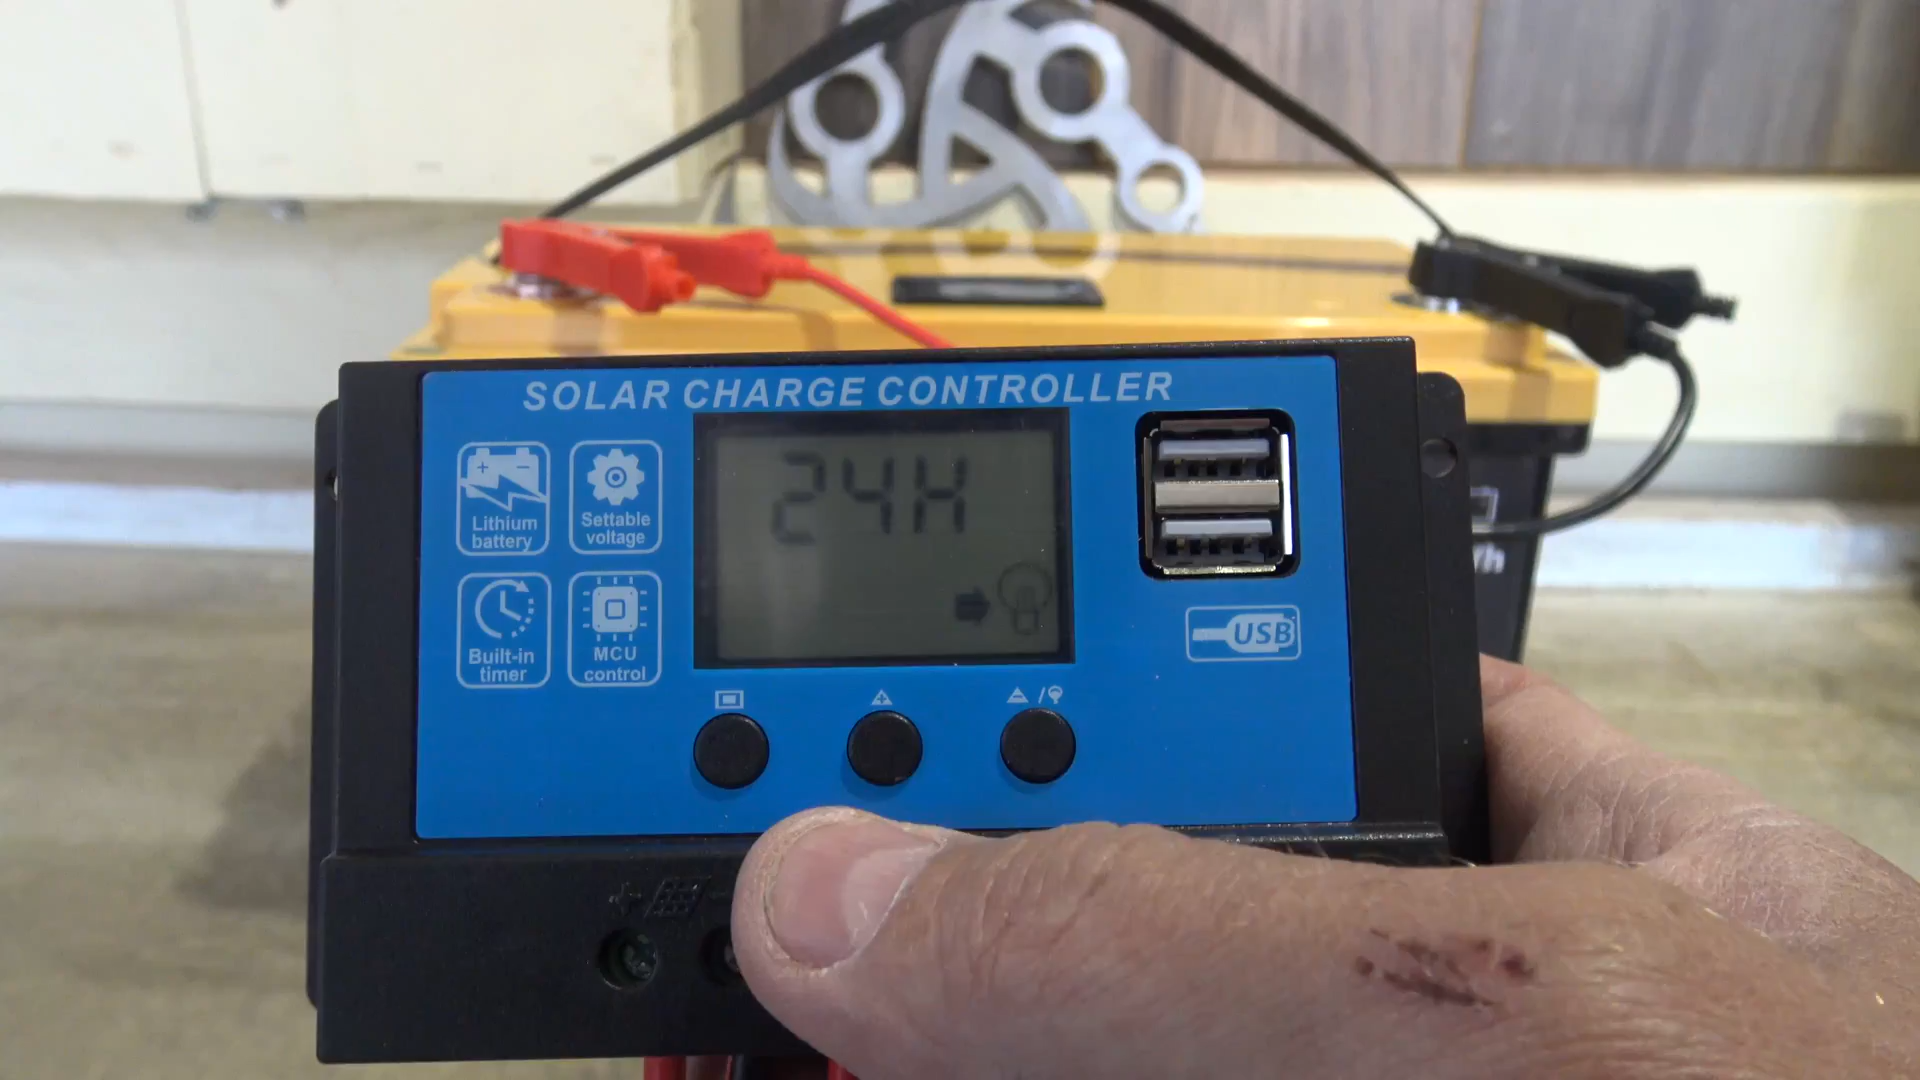 SOLAR CHARGE CONTROLLER
24H
Lithium
battery
Settable
voltage
Built-in
timer
MCU
control
USB